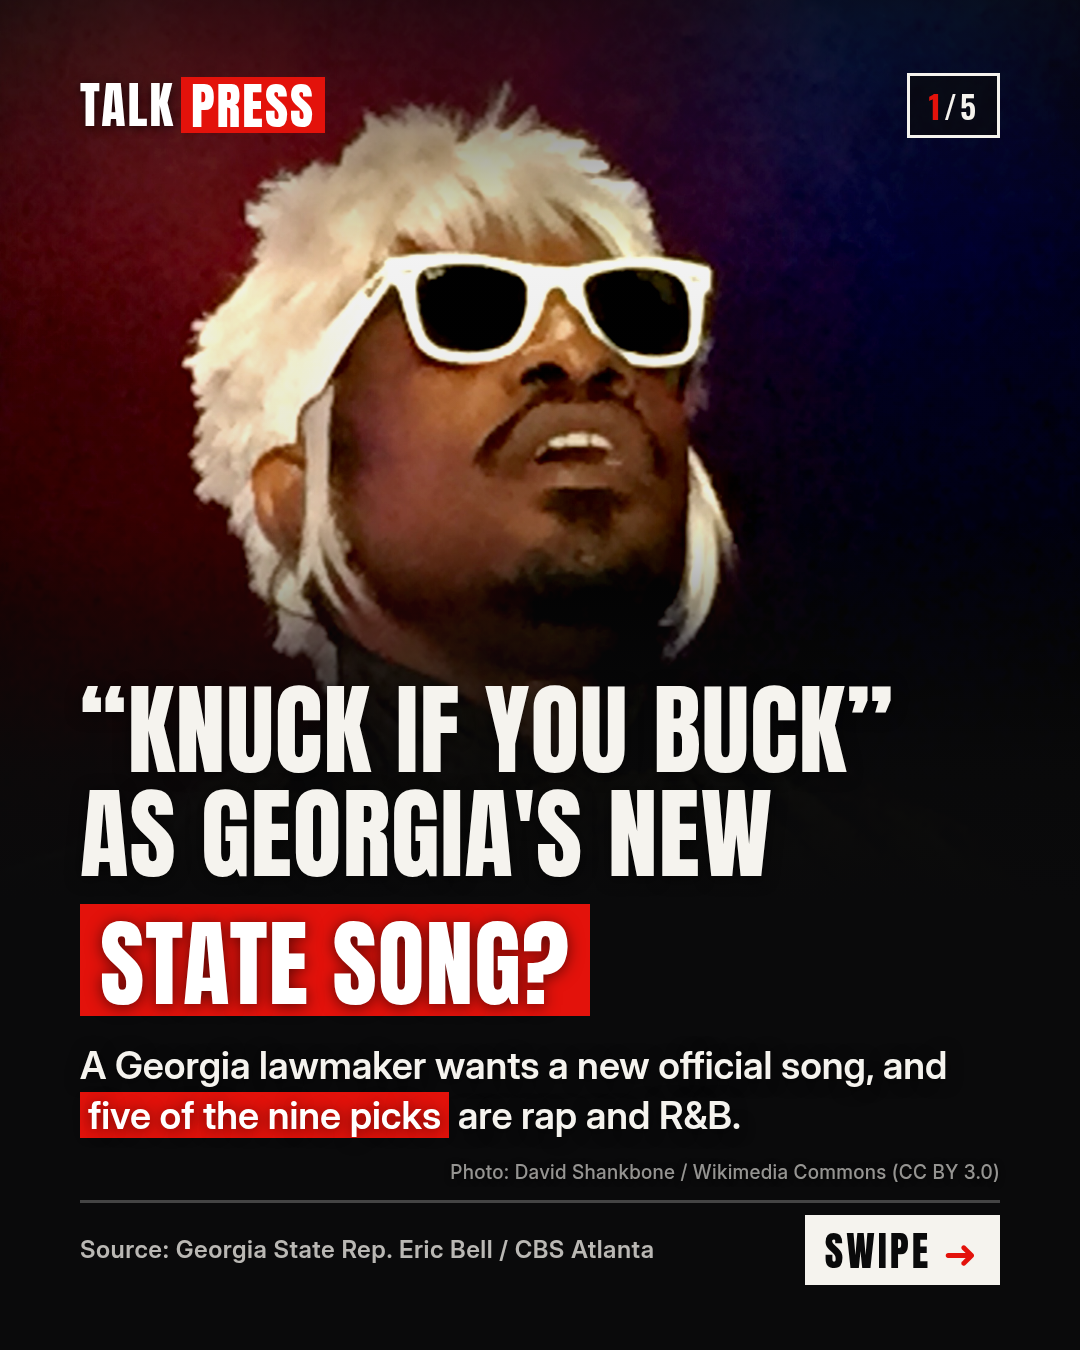 TALK PRESS
1/5
“KNUCK IF YOU BUCK”
AS GEORGIA'S NEW
STATE SONG?
A Georgia lawmaker wants a new official song, and
five of the nine picks are rap and R&B.
Photo: David Shankbone / Wikimedia Commons (CC BY 3.0)
Source: Georgia State Rep. Eric Bell / CBS Atlanta
SWIPE →